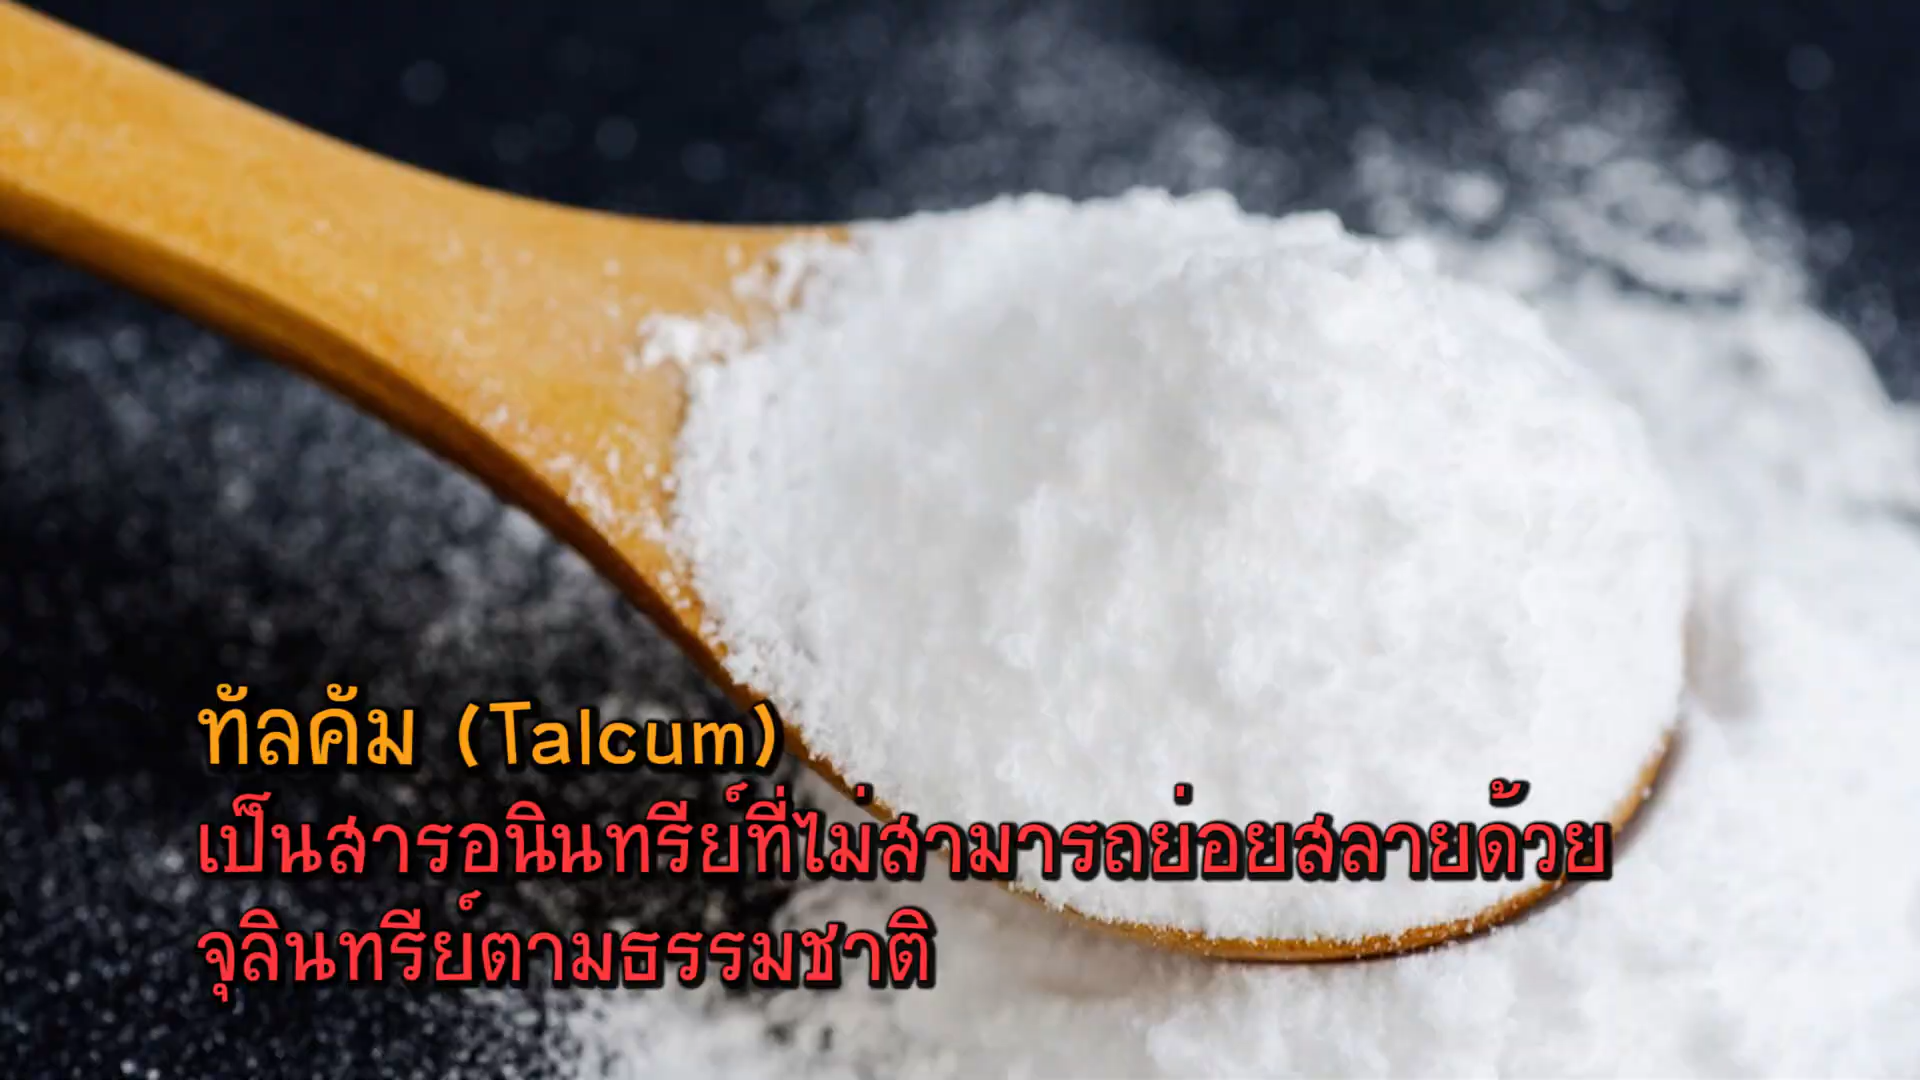 ทัลคัม (Talcum)
เป็นสารอนินทรีย์ที่ไม่สามารถย่อยสลายด้วย
จุลินทรีย์ตามธรรมชาติ